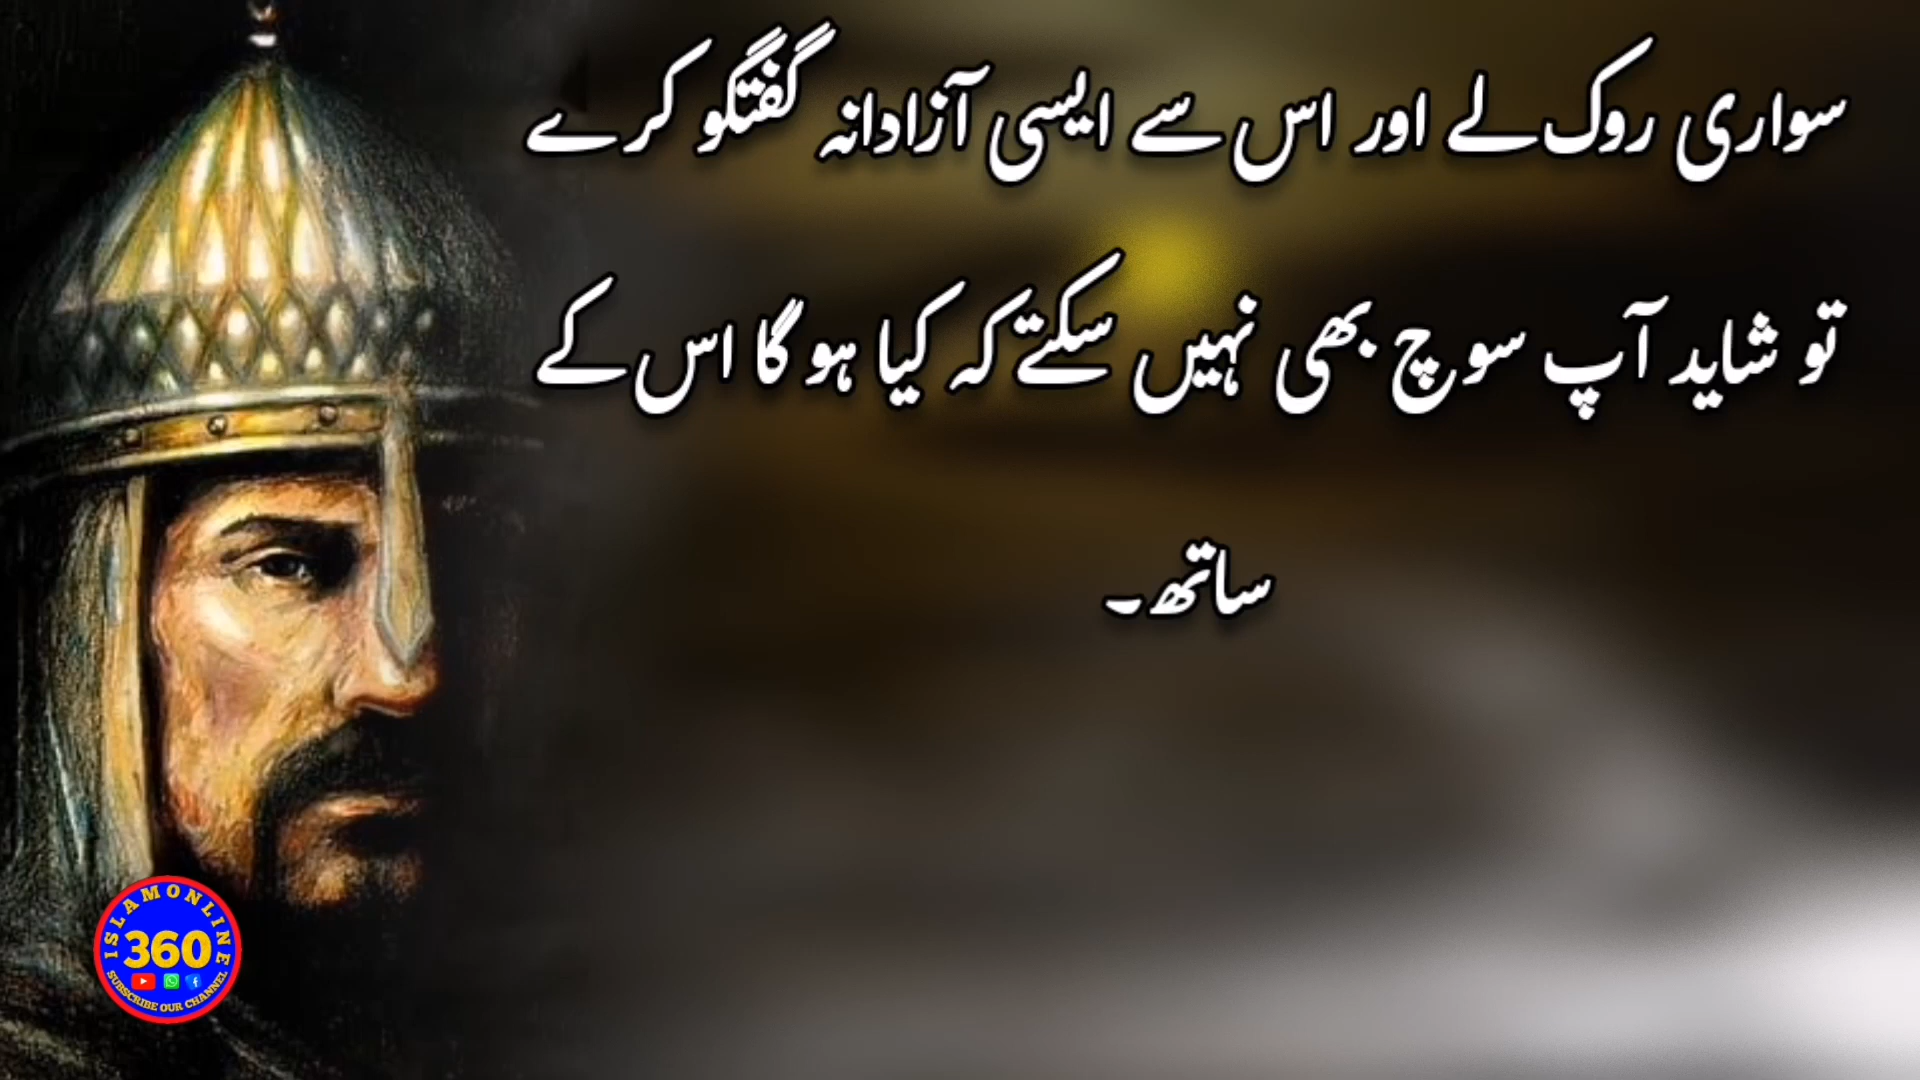 سواری روک لے اور اس سے ایسی آزادانہ گفتگو کرے
تو شاید آپ سوچ بھی نہیں سکتے کہ کیا ہو گا اس کے
ساتھ۔
ISLAMONLINE
360
SUBSCRIBE OUR CHANNEL